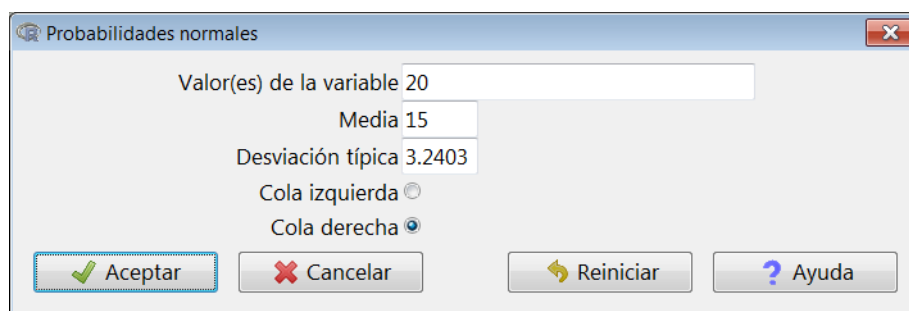 Probabilidades normales
Valor(es) de la variable 20
Media 15
Desviación típica 3.2403
Cola izquierda
Cola derecha
Aceptar Cancelar Reiniciar ? Ayuda